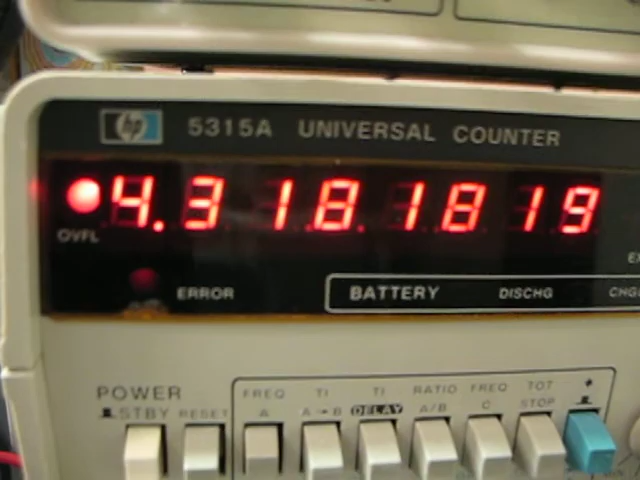 hp 5315A UNIVERSAL COUNTER
4.318.1819
OVFL
ERROR BATTERY DISCHG
POWER
STBY RESET
FREQ A
TI A→B
TI DELAY
RATIO A/B
FREQ C
TOT STOP